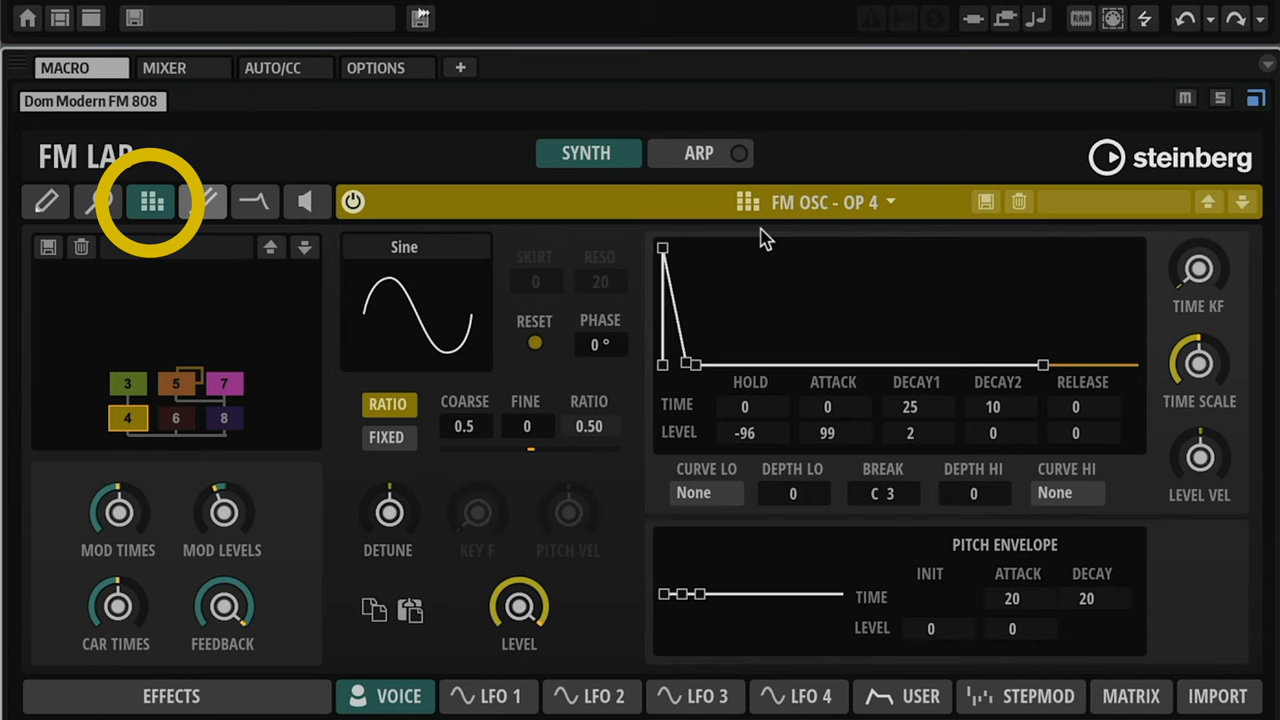 RAM
MACRO MIXER AUTO/CC OPTIONS +
Dom Modern FM 808 M S
FM LAB SYNTH ARP steinberg
FM OSC - OP 4
Sine SKIRT RESO
0 20
RESET PHASE TIME KF
0 °
3 5 7 HOLD ATTACK DECAY1 DECAY2 RELEASE
RATIO COARSE FINE RATIO TIME 0 0 25 10 0 TIME SCALE
4 6 8 0.5 0 0.50 LEVEL -96 99 2 0 0
FIXED
CURVE LO DEPTH LO BREAK DEPTH HI CURVE HI
None 0 C 3 0 None LEVEL VEL
MOD TIMES MOD LEVELS DETUNE KEY F PITCH VEL PITCH ENVELOPE
INIT ATTACK DECAY
TIME 20 20
LEVEL 0 0
CAR TIMES FEEDBACK LEVEL
EFFECTS VOICE LFO 1 LFO 2 LFO 3 LFO 4 USER STEPMOD MATRIX IMPORT